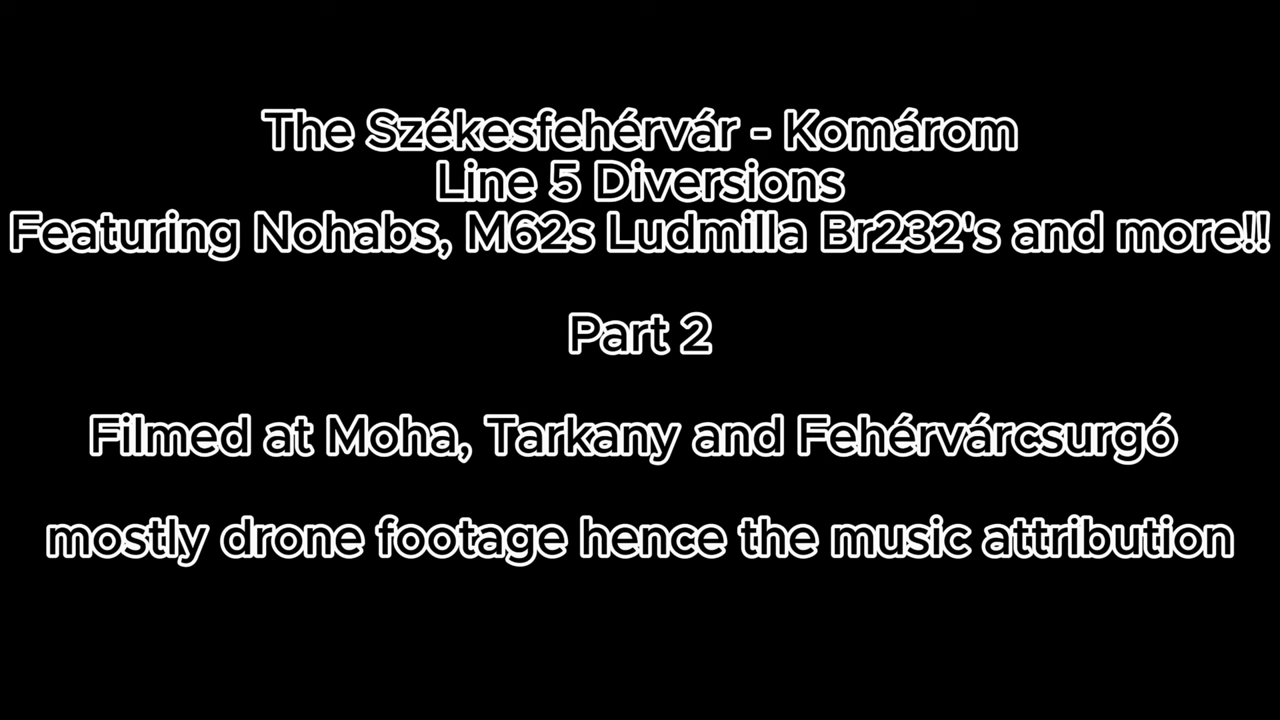 The Székesfehérvár - Komárom
Line 5 Diversions
Featuring Nohabs, M62s Ludmilla Br232's and more!!
Part 2
Filmed at Moha, Tarkany and Fehérvárcsurgó
mostly drone footage hence the music attribution